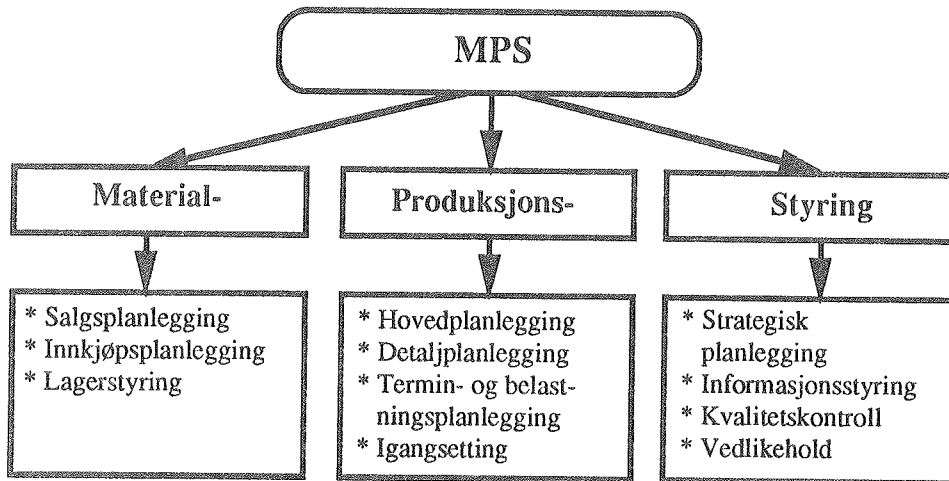 MPS
Material-
Produksjons-
Styring
* Salgsplanlegging
* Innkjøpsplanlegging
* Lagerstyring
* Hovedplanlegging
* Detaljplanlegging
* Termin- og belast-
ningsplanlegging
* Igangsetting
* Strategisk
planlegging
* Informasjonsstyring
* Kvalitetskontroll
* Vedlikehold